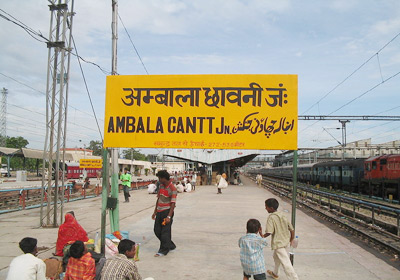 अम्बाला छावनी जं॰
AMBALA CANTT JN. انبالہ چھاؤنی جنکشن